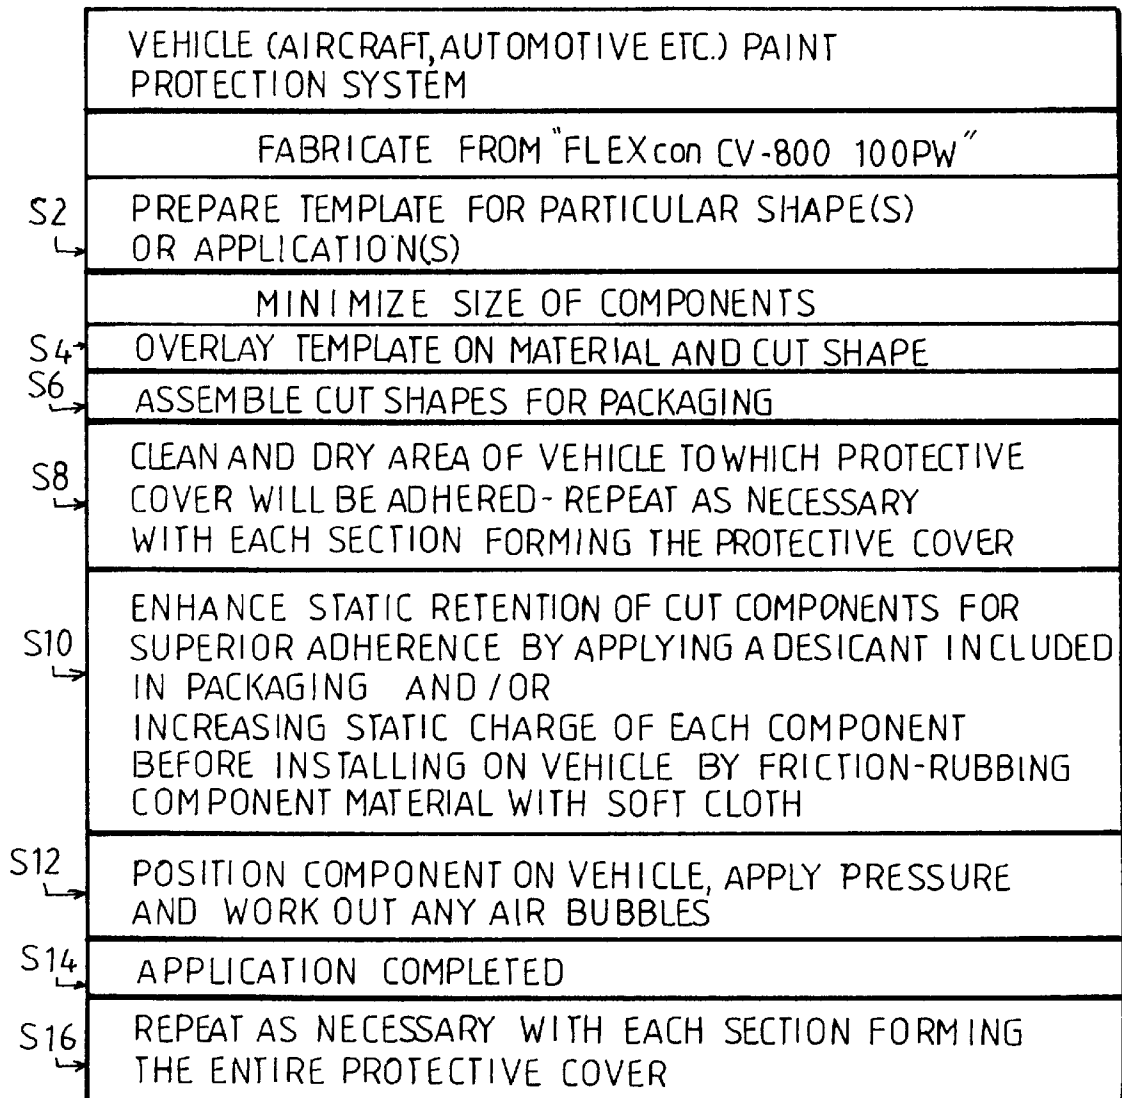 VEHICLE (AIRCRAFT, AUTOMOTIVE ETC.) PAINT
PROTECTION SYSTEM
FABRICATE FROM "FLEXcon CV-800 100PW"
S2
PREPARE TEMPLATE FOR PARTICULAR SHAPE(S)
OR APPLICATION(S)
MINIMIZE SIZE OF COMPONENTS
S4
OVERLAY TEMPLATE ON MATERIAL AND CUT SHAPE
S6
ASSEMBLE CUT SHAPES FOR PACKAGING
S8
CLEAN AND DRY AREA OF VEHICLE TO WHICH PROTECTIVE
COVER WILL BE ADHERED - REPEAT AS NECESSARY
WITH EACH SECTION FORMING THE PROTECTIVE COVER
S10
ENHANCE STATIC RETENTION OF CUT COMPONENTS FOR
SUPERIOR ADHERENCE BY APPLYING A DESICANT INCLUDED
IN PACKAGING AND/OR
INCREASING STATIC CHARGE OF EACH COMPONENT
BEFORE INSTALLING ON VEHICLE BY FRICTION-RUBBING
COMPONENT MATERIAL WITH SOFT CLOTH
S12
POSITION COMPONENT ON VEHICLE, APPLY PRESSURE
AND WORK OUT ANY AIR BUBBLES
S14
APPLICATION COMPLETED
S16
REPEAT AS NECESSARY WITH EACH SECTION FORMING
THE ENTIRE PROTECTIVE COVER